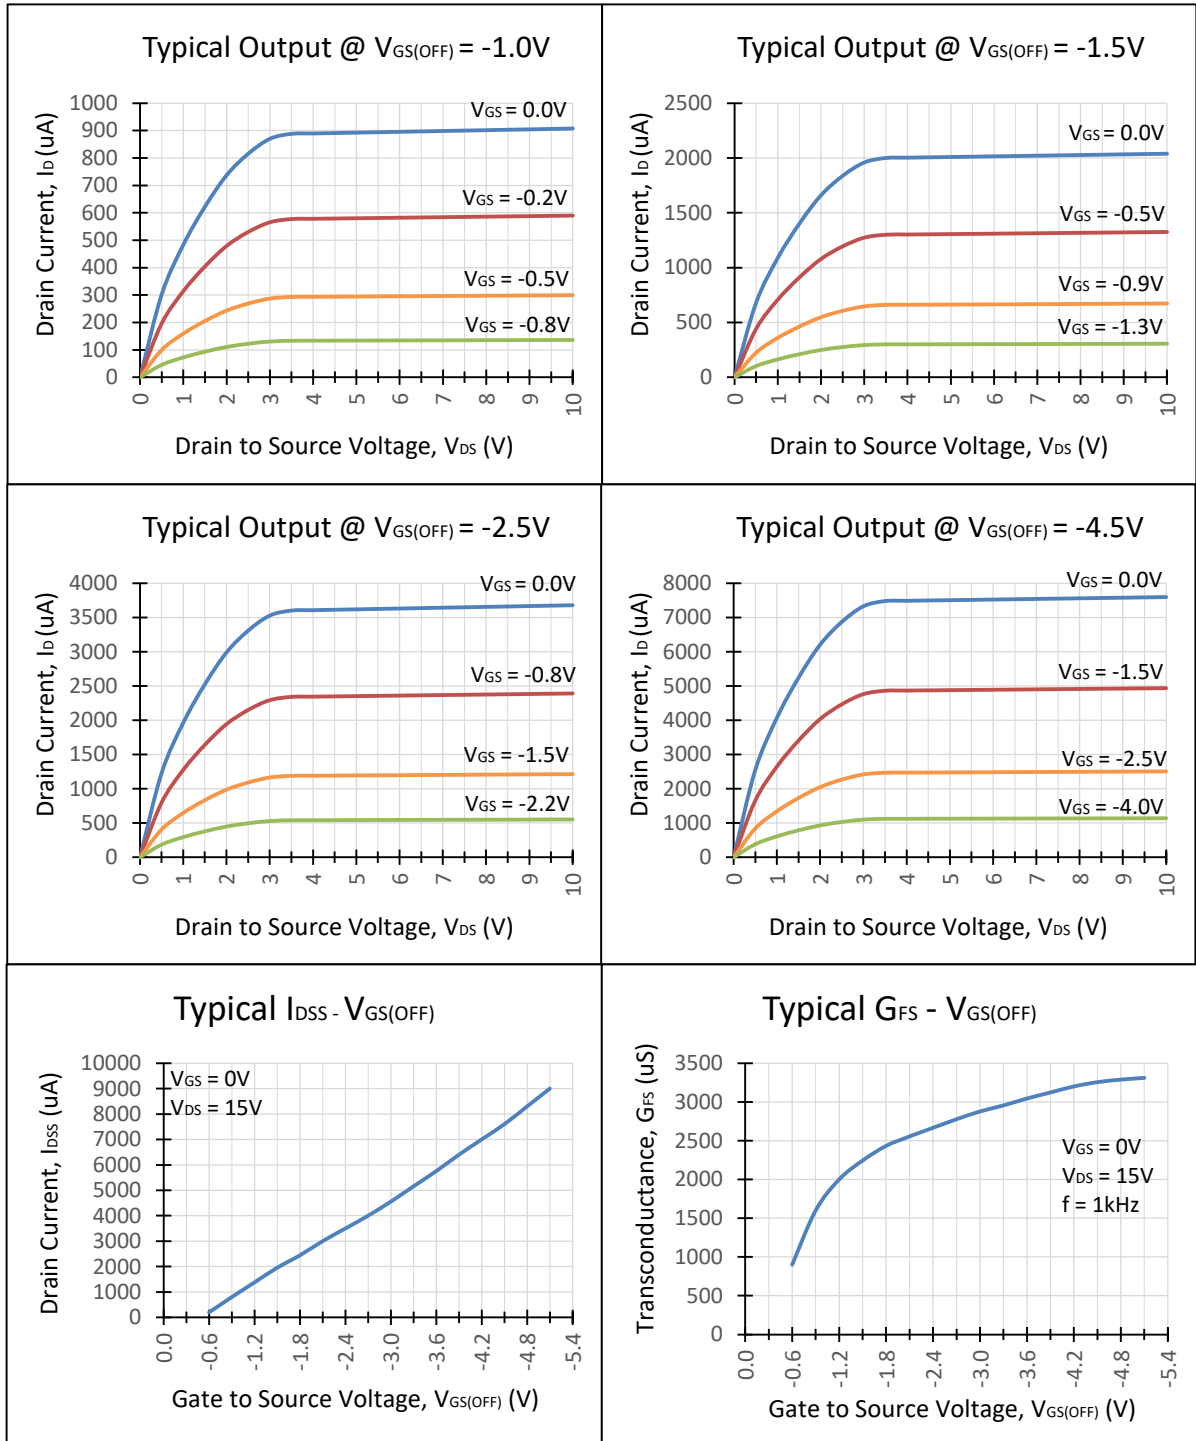 Typical Output @ VGS(OFF) = -1.0V
Drain Current, ID (uA)
1000
900
800
700
600
500
400
300
200
100
0
VGS = 0.0V
VGS = -0.2V
VGS = -0.5V
VGS = -0.8V
0 1 2 3 4 5 6 7 8 9 10
Drain to Source Voltage, VDS (V)
Typical Output @ VGS(OFF) = -1.5V
Drain Current, ID (uA)
2500
2000
1500
1000
500
0
VGS = 0.0V
VGS = -0.5V
VGS = -0.9V
VGS = -1.3V
0 1 2 3 4 5 6 7 8 9 10
Drain to Source Voltage, VDS (V)
Typical Output @ VGS(OFF) = -2.5V
Drain Current, ID (uA)
4000
3500
3000
2500
2000
1500
1000
500
0
VGS = 0.0V
VGS = -0.8V
VGS = -1.5V
VGS = -2.2V
0 1 2 3 4 5 6 7 8 9 10
Drain to Source Voltage, VDS (V)
Typical Output @ VGS(OFF) = -4.5V
Drain Current, ID (uA)
8000
7000
6000
5000
4000
3000
2000
1000
0
VGS = 0.0V
VGS = -1.5V
VGS = -2.5V
VGS = -4.0V
0 1 2 3 4 5 6 7 8 9 10
Drain to Source Voltage, VDS (V)
Typical IDSS - VGS(OFF)
Drain Current, IDSS (uA)
10000
9000
8000
7000
6000
5000
4000
3000
2000
1000
0
VGS = 0V
VDS = 15V
0.0 -0.6 -1.2 -1.8 -2.4 -3.0 -3.6 -4.2 -4.8 -5.4
Gate to Source Voltage, VGS(OFF) (V)
Typical GFS - VGS(OFF)
Transconductance, GFS (uS)
3500
3000
2500
2000
1500
1000
500
0
VGS = 0V
VDS = 15V
f = 1kHz
0.0 -0.6 -1.2 -1.8 -2.4 -3.0 -3.6 -4.2 -4.8 -5.4
Gate to Source Voltage, VGS(OFF) (V)